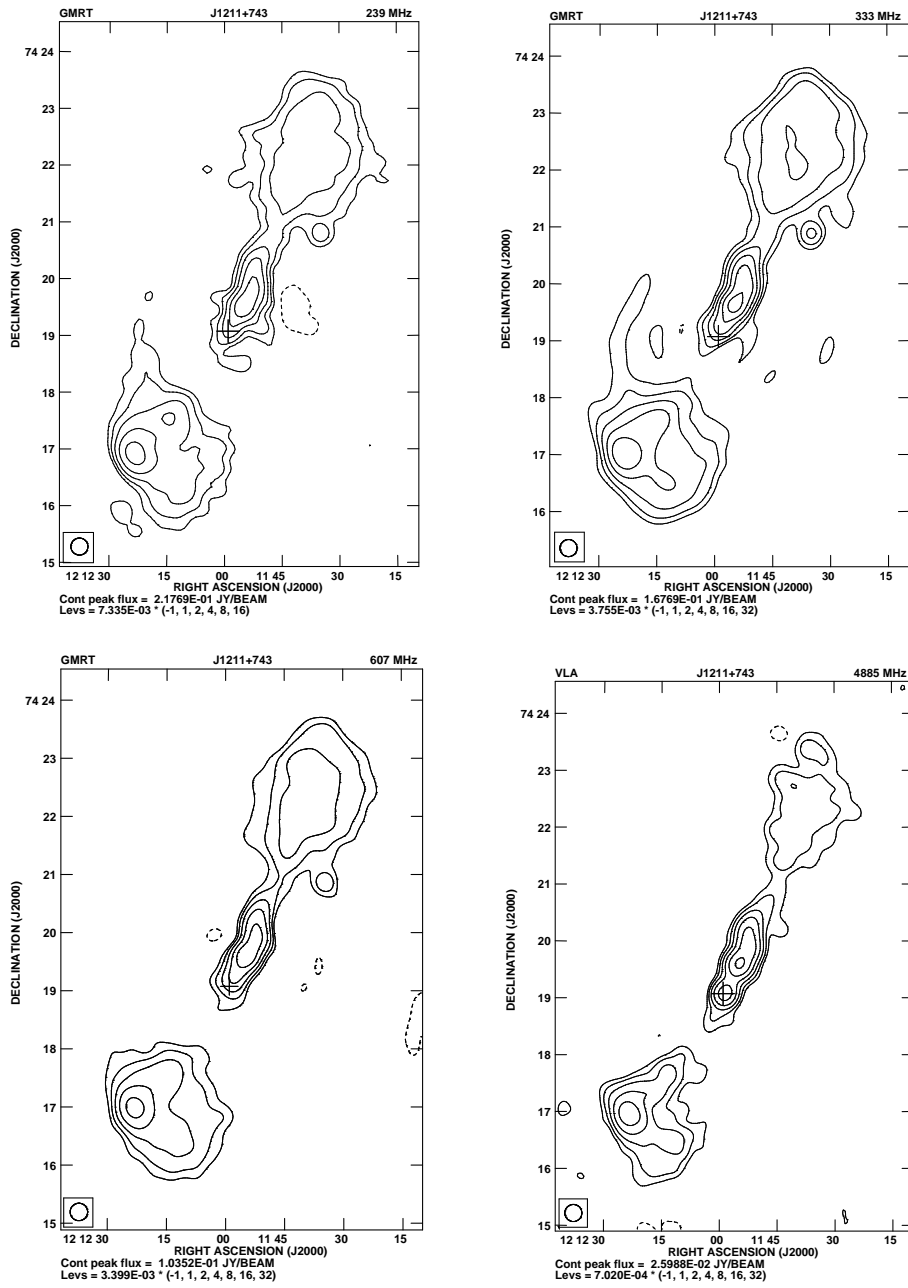 GMRT J1211+743 239 MHz
74 24
23
22
21
20
19
18
17
16
15
DECLINATION (J2000)
12 12 30 15 00 11 45 30 15
RIGHT ASCENSION (J2000)
Cont peak flux = 2.1769E-01 JY/BEAM
Levs = 7.335E-03 * (-1, 1, 2, 4, 8, 16)
GMRT J1211+743 333 MHz
74 24
23
22
21
20
19
18
17
16
DECLINATION (J2000)
12 12 30 15 00 11 45 30 15
RIGHT ASCENSION (J2000)
Cont peak flux = 1.6769E-01 JY/BEAM
Levs = 3.755E-03 * (-1, 1, 2, 4, 8, 16, 32)
GMRT J1211+743 607 MHz
74 24
23
22
21
20
19
18
17
16
15
DECLINATION (J2000)
12 12 30 15 00 11 45 30 15
RIGHT ASCENSION (J2000)
Cont peak flux = 1.0352E-01 JY/BEAM
Levs = 3.399E-03 * (-1, 1, 2, 4, 8, 16, 32)
VLA J1211+743 4885 MHz
74 24
23
22
21
20
19
18
17
16
15
DECLINATION (J2000)
12 12 30 15 00 11 45 30 15
RIGHT ASCENSION (J2000)
Cont peak flux = 2.5988E-02 JY/BEAM
Levs = 7.020E-04 * (-1, 1, 2, 4, 8, 16, 32)